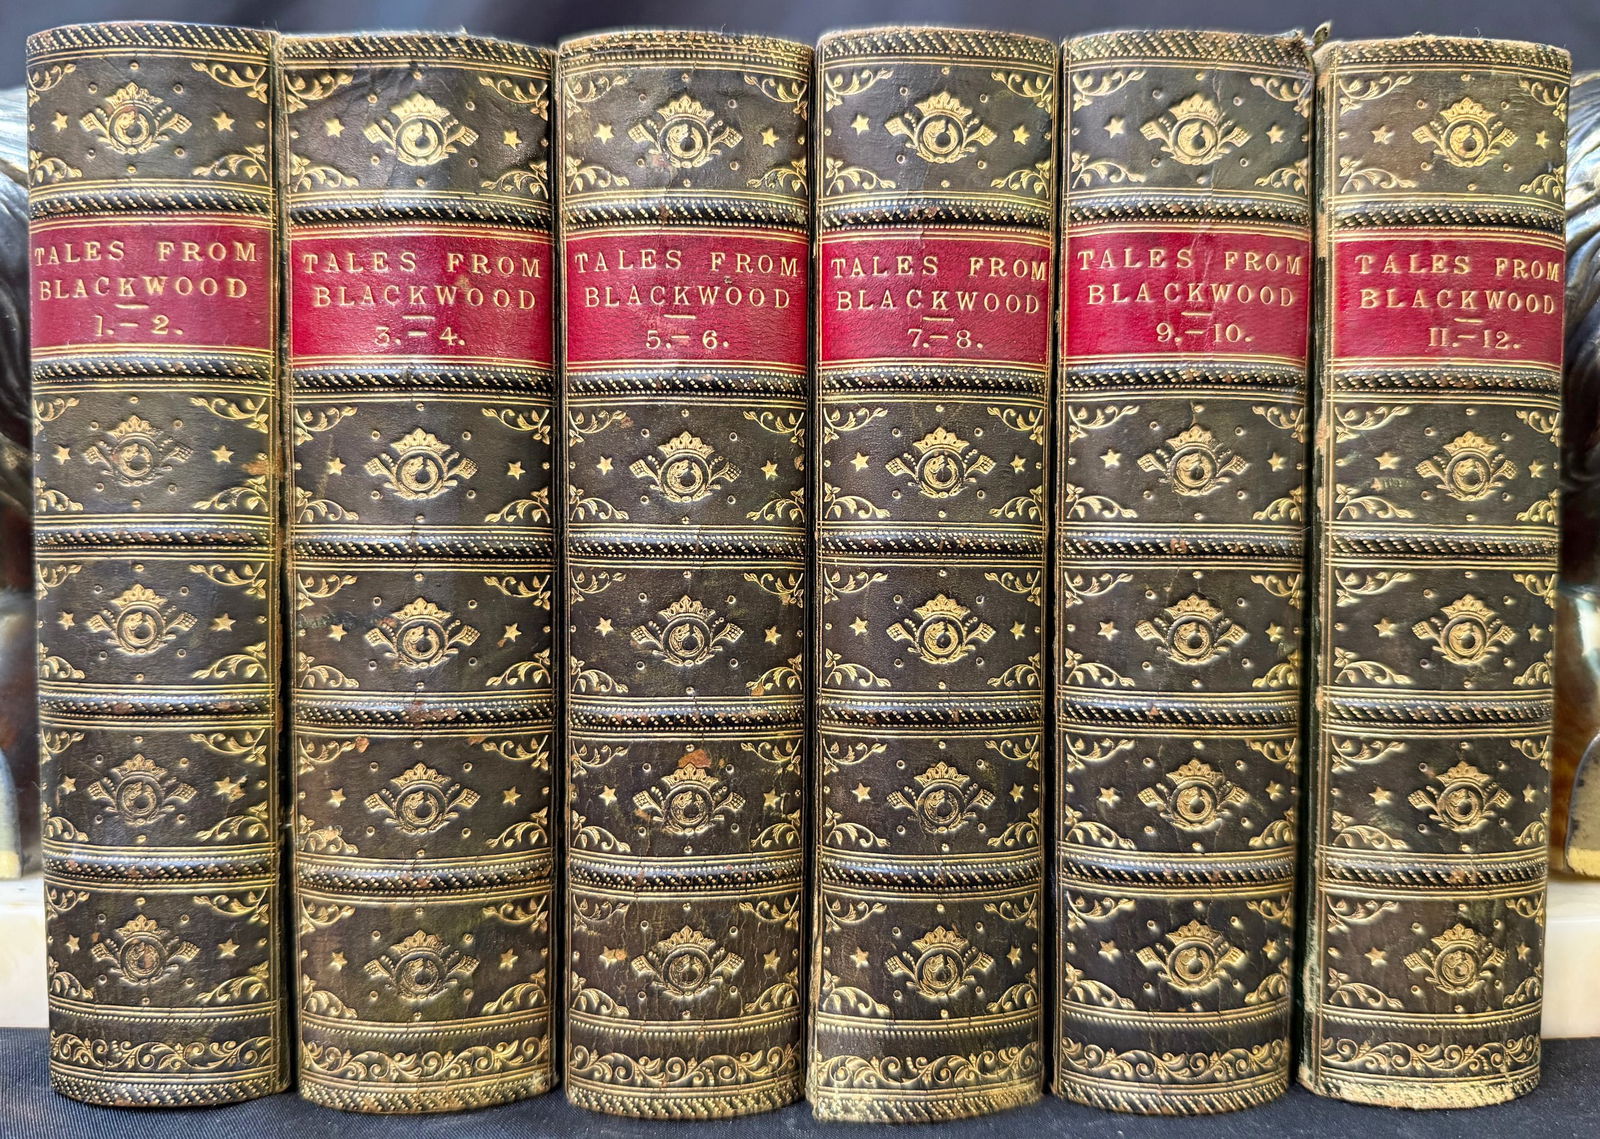 TALES FROM
BLACKWOOD
1.–2.
TALES FROM
BLACKWOOD
3.–4.
TALES FROM
BLACKWOOD
5.–6.
TALES FROM
BLACKWOOD
7.–8.
TALES FROM
BLACKWOOD
9.–10.
TALES FROM
BLACKWOOD
11.–12.